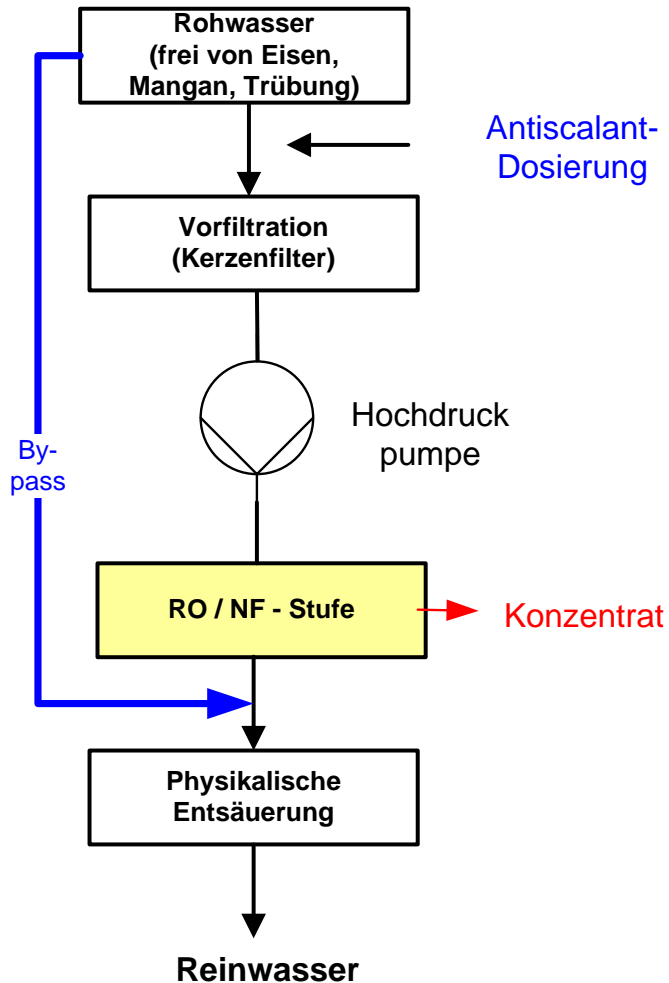 Rohwasser
(frei von Eisen,
Mangan, Trübung)
Antiscalant-
Dosierung
Vorfiltration
(Kerzenfilter)
Hochdruck
pumpe
By-
pass
RO / NF - Stufe
Konzentrat
Physikalische
Entsäuerung
Reinwasser